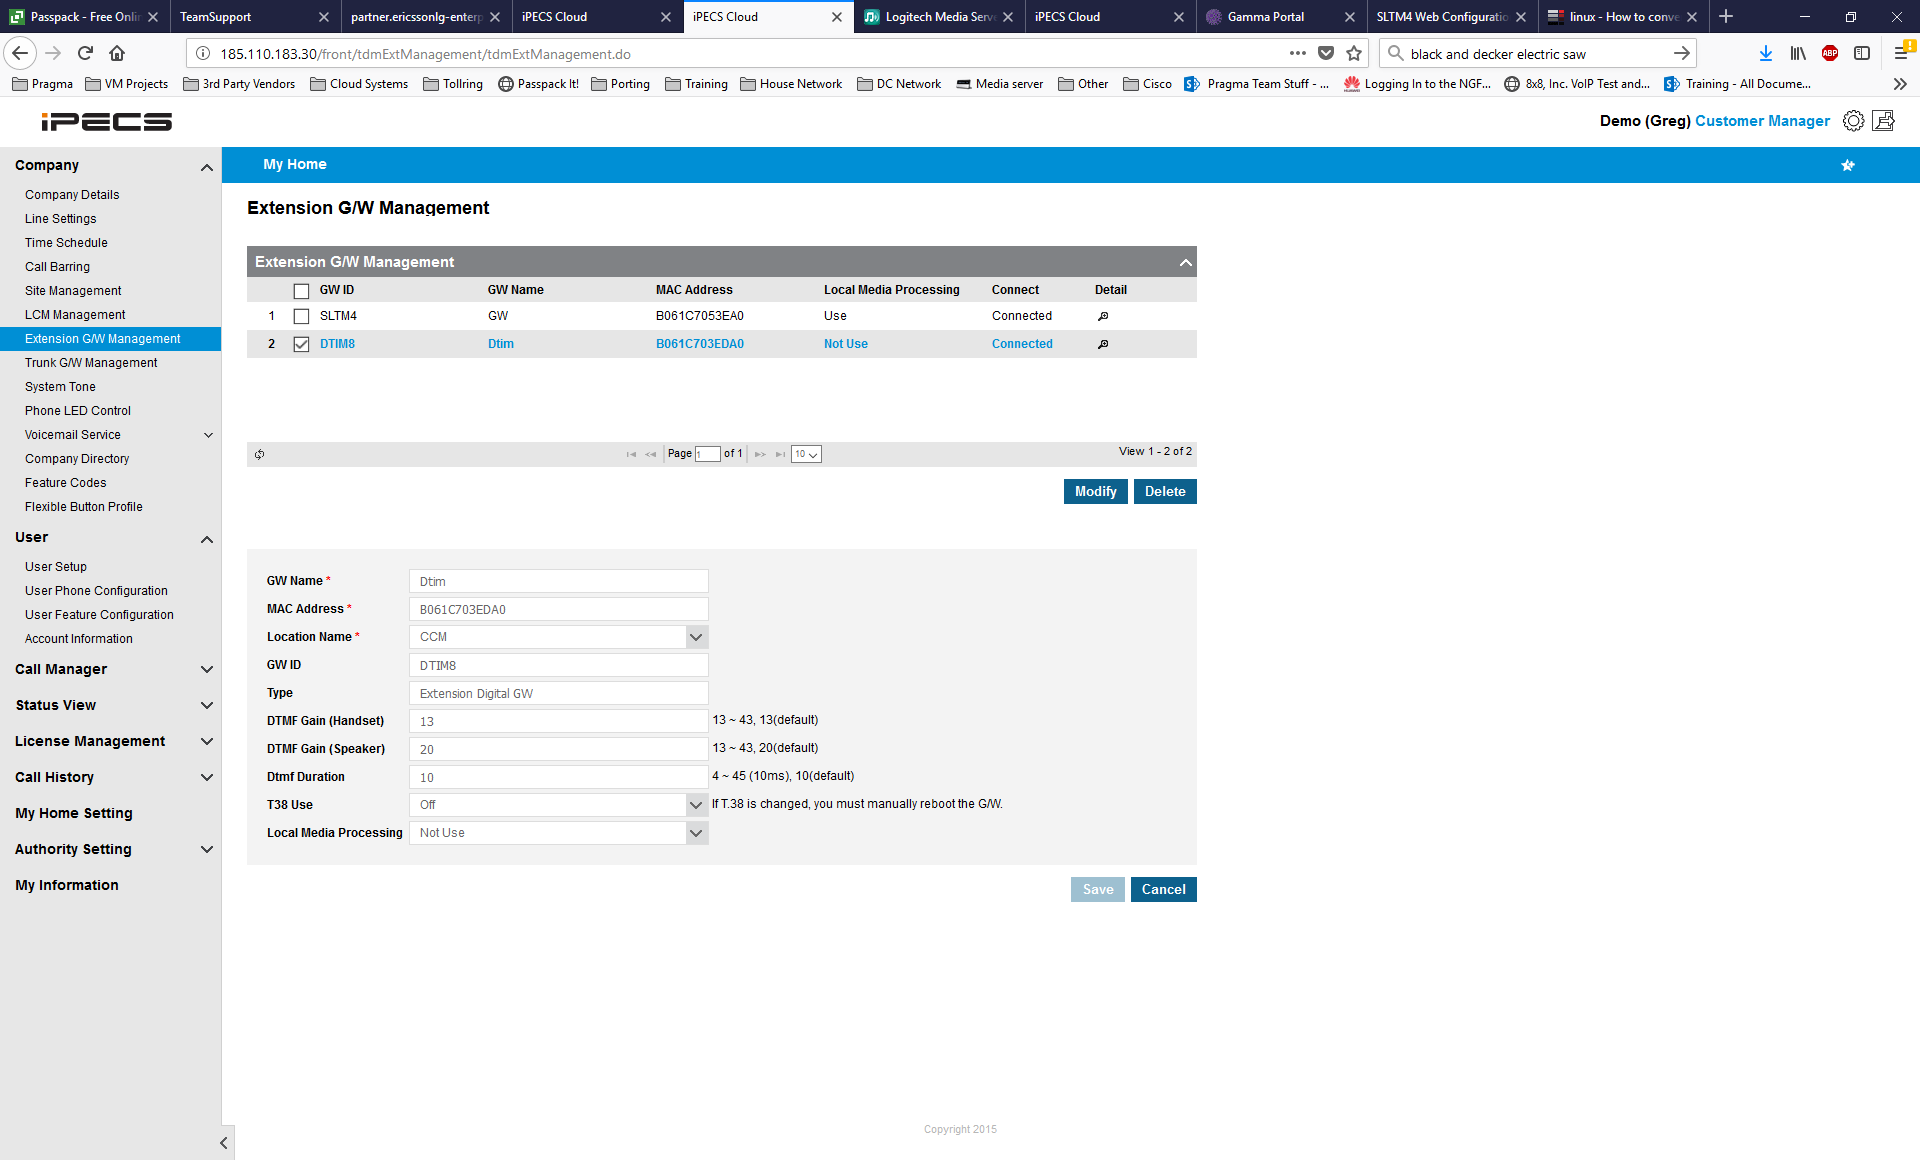 Passpack - Free Onli
TeamSupport
partner.ericssonlg-enterp
iPECS Cloud
iPECS Cloud
Logitech Media Serv
iPECS Cloud
Gamma Portal
SLTM4 Web Configuratio
linux - How to conve
185.110.183.30/front/tdmExtManagement/tdmExtManagement.do
black and decker electric saw
ABP
Pragma
VM Projects
3rd Party Vendors
Cloud Systems
Tollring
Passpack It!
Porting
Training
House Network
DC Network
Media server
Other
Cisco
Pragma Team Stuff - ...
Logging In to the NGF...
8x8, Inc. VoIP Test and...
Training - All Docume...
iPECS
Demo (Greg) Customer Manager
My Home
Company
Company Details
Line Settings
Time Schedule
Call Barring
Site Management
LCM Management
Extension G/W Management
Trunk G/W Management
System Tone
Phone LED Control
Voicemail Service
Company Directory
Feature Codes
Flexible Button Profile
User
User Setup
User Phone Configuration
User Feature Configuration
Account Information
Call Manager
Status View
License Management
Call History
My Home Setting
Authority Setting
My Information
Extension G/W Management
Extension G/W Management
GW ID GW Name MAC Address Local Media Processing Connect Detail
1 SLTM4 GW B061C7053EA0 Use Connected
2 DTIM8 Dtim B061C703EDA0 Not Use Connected
Page 1 of 1 10 View 1 - 2 of 2
Modify Delete
GW Name * Dtim
MAC Address * B061C703EDA0
Location Name * CCM
GW ID DTIM8
Type Extension Digital GW
DTMF Gain (Handset) 13 13 ~ 43, 13(default)
DTMF Gain (Speaker) 20 13 ~ 43, 20(default)
Dtmf Duration 10 4 ~ 45 (10ms), 10(default)
T38 Use Off If T.38 is changed, you must manually reboot the G/W.
Local Media Processing Not Use
Save Cancel
Copyright 2015